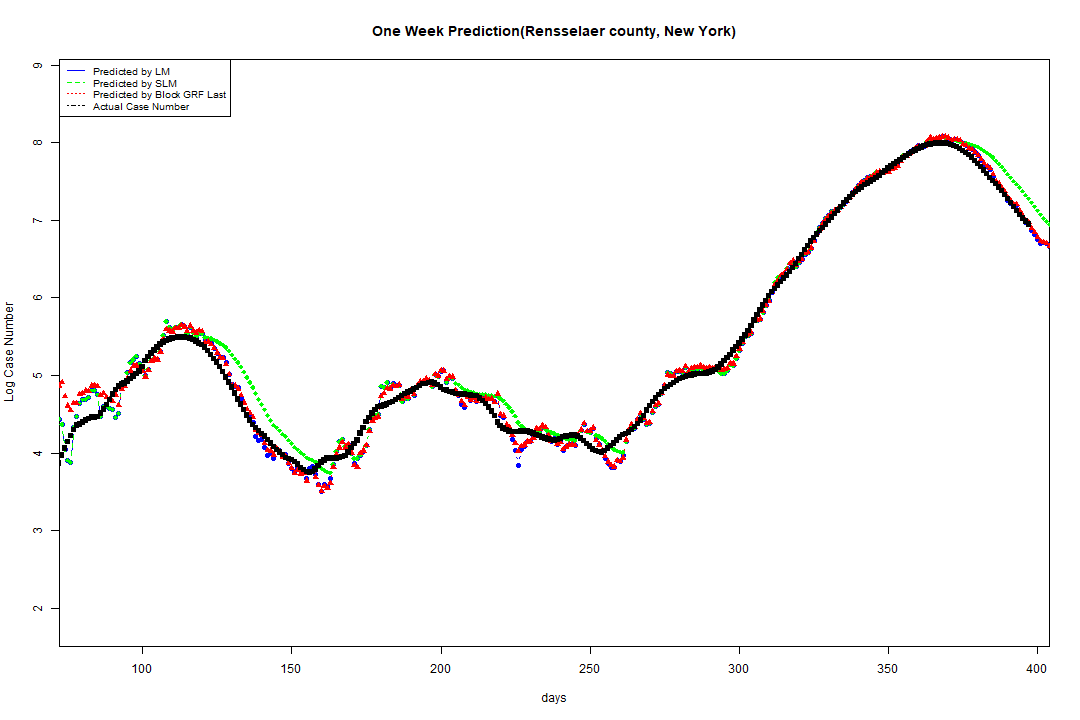 One Week Prediction(Rensselaer county, New York)
Predicted by LM
Predicted by SLM
Predicted by Block GRF Last
Actual Case Number
Log Case Number
9
8
7
6
5
4
3
2
100 150 200 250 300 350 400
days